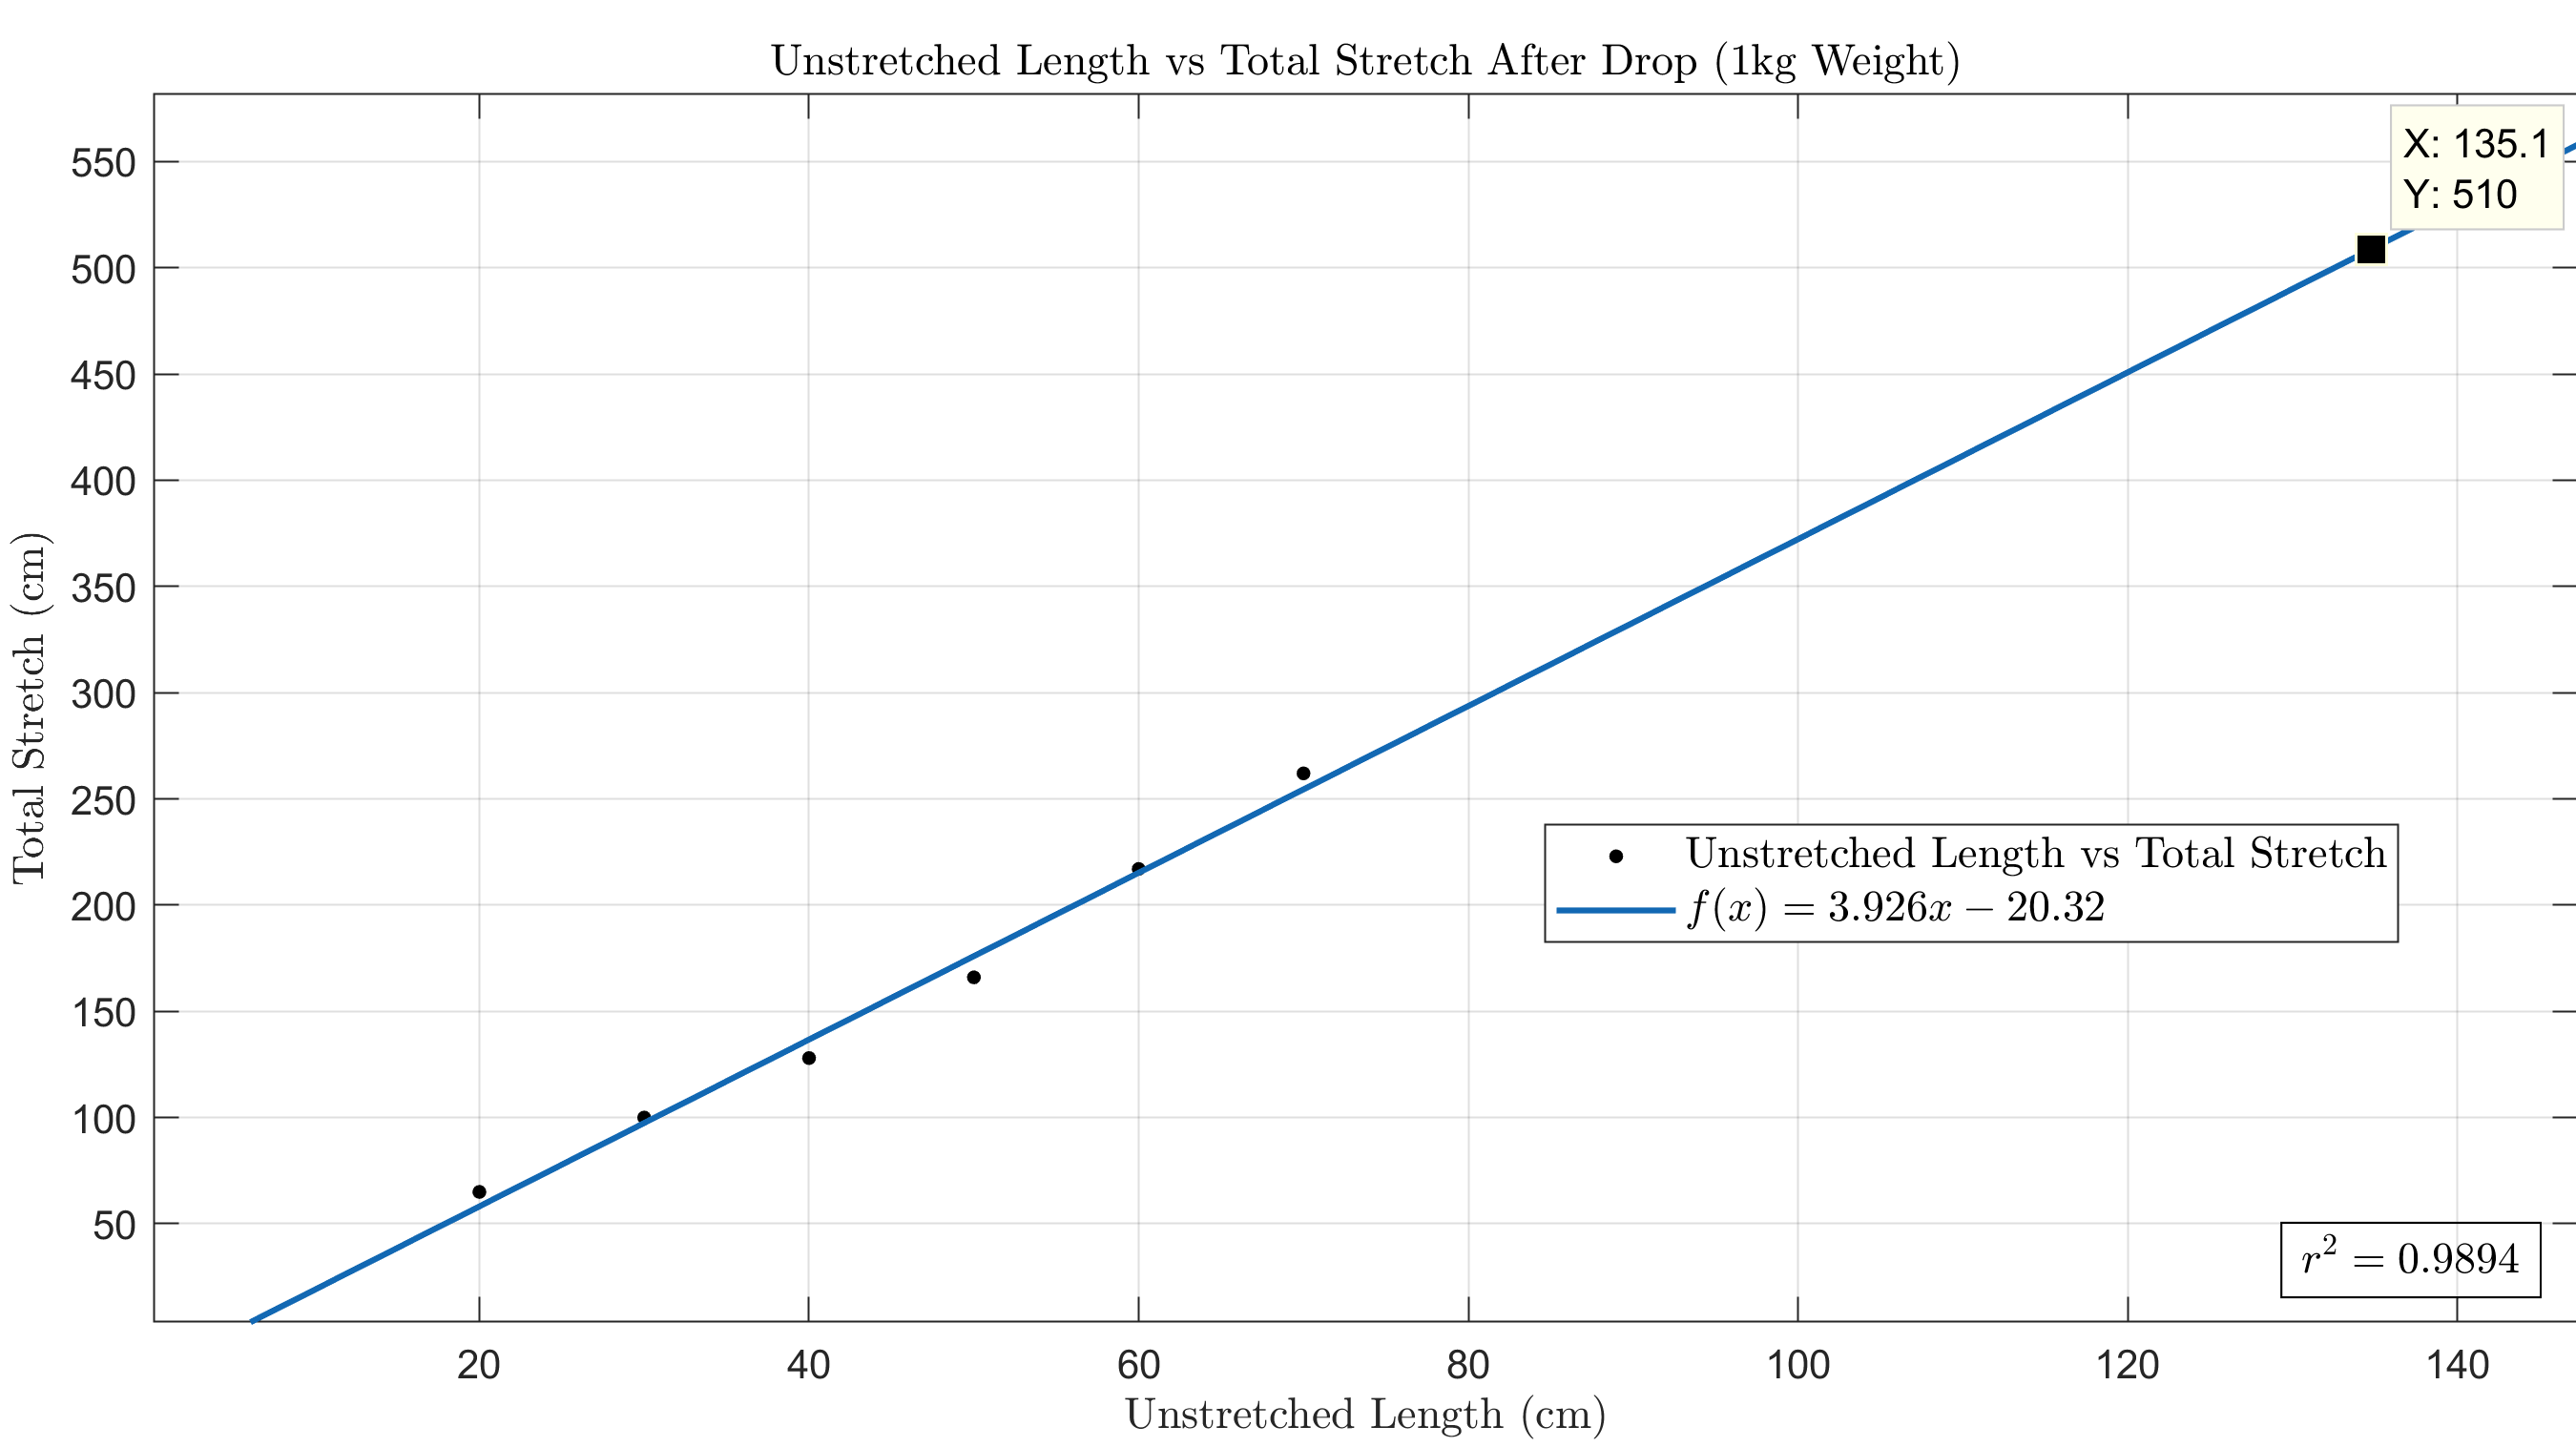 Unstretched Length vs Total Stretch After Drop (1kg Weight)
X: 135.1
Y: 510
550
500
450
400
350
300
250
200
150
100
50
Total Stretch (cm)
Unstretched Length vs Total Stretch
f(x) = 3.926x − 20.32
r² = 0.9894
20 40 60 80 100 120 140
Unstretched Length (cm)